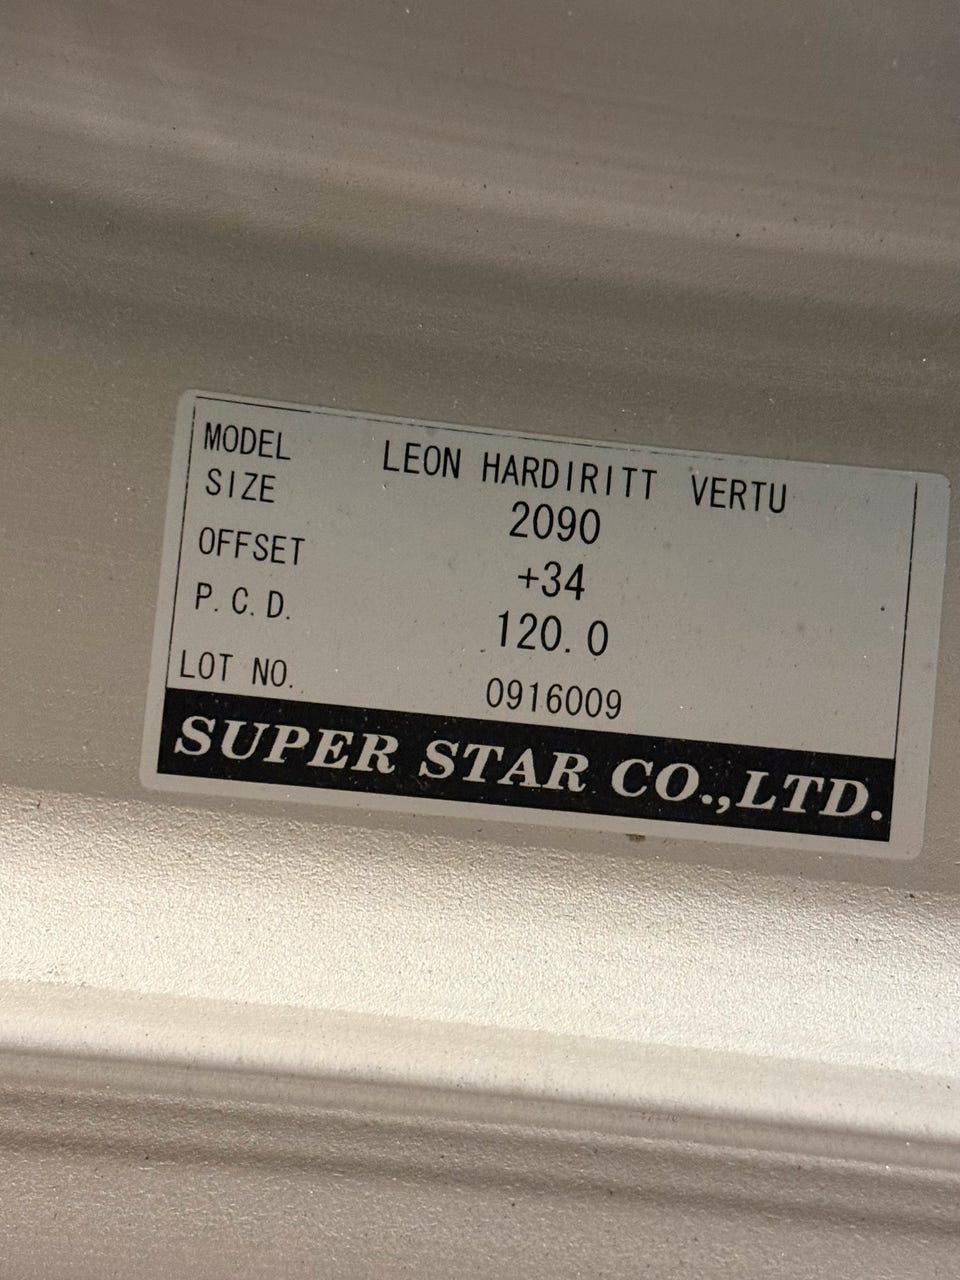 MODEL LEON HARDIRITT VERTU
SIZE 2090
OFFSET +34
P.C.D. 120.0
LOT NO. 0916009
SUPER STAR CO.,LTD.